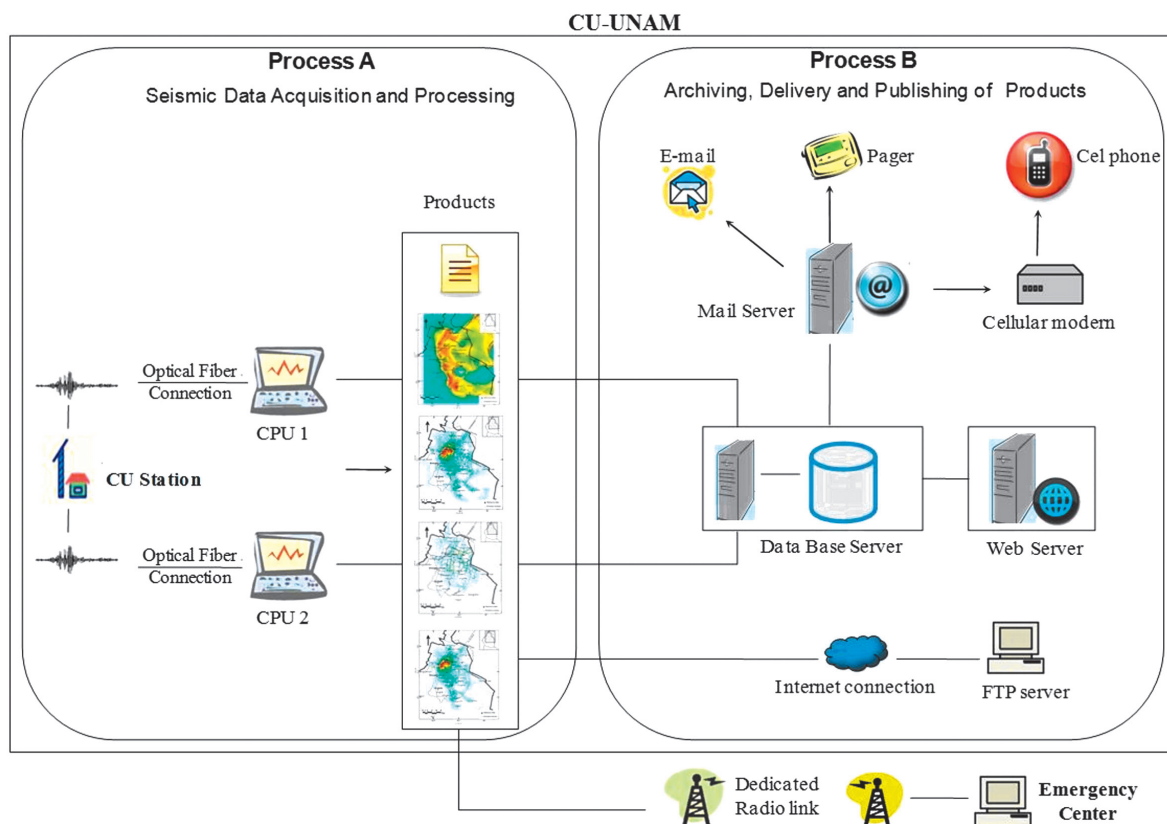 CU-UNAM
Process A
Seismic Data Acquisition and Processing
Products
Optical Fiber
Connection
CPU 1
CU Station
Optical Fiber
Connection
CPU 2
Process B
Archiving, Delivery and Publishing of Products
E-mail
Pager
Cel phone
Mail Server
@
Cellular modem
Data Base Server
Web Server
Internet connection
FTP server
Dedicated
Radio link
Emergency
Center